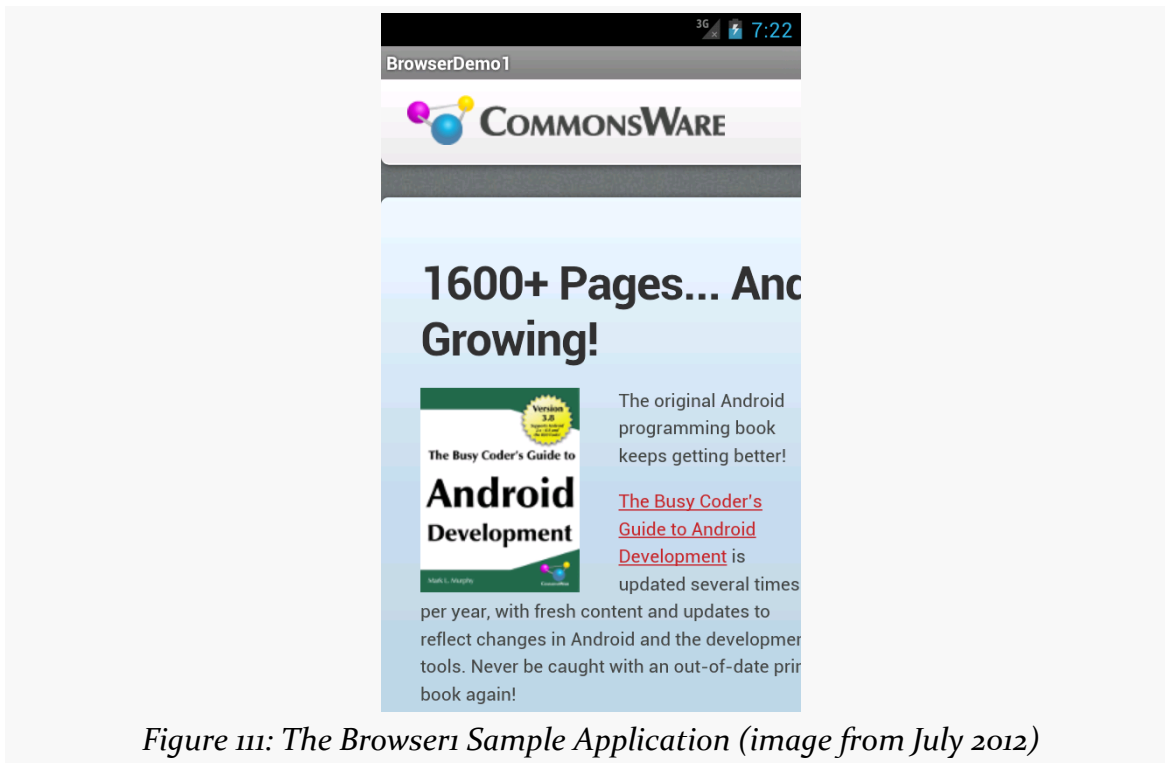 3G 7:22
BrowserDemo1
COMMONSWARE
1600+ Pages... And
Growing!
Version
3.8
The Busy Coder's Guide to
Android
Development
Mark L. Murphy
CommonsWare
The original Android
programming book
keeps getting better!
The Busy Coder's
Guide to Android
Development is
updated several times
per year, with fresh content and updates to
reflect changes in Android and the developmen
tools. Never be caught with an out-of-date prin
book again!
Figure 111: The Browser1 Sample Application (image from July 2012)